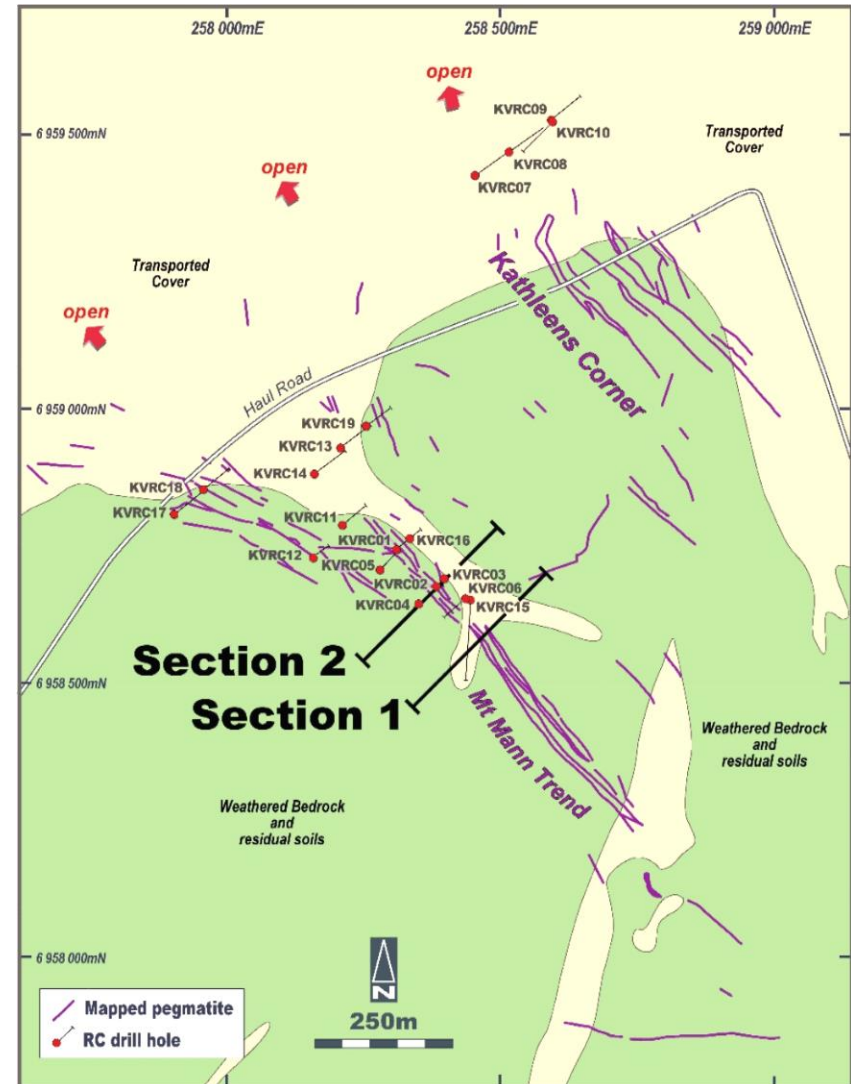 258 000mE
258 500mE
259 000mE
open
KVRC09
KVRC10
6 959 500mN
Transported
Cover
KVRC08
open
KVRC07
Transported
Cover
Kathleens Corner
open
Haul Road
6 959 000mN
KVRC19
KVRC13
KVRC14
KVRC18
KVRC17
KVRC11
KVRC01
KVRC16
KVRC12
KVRC05
KVRC03
KVRC02
KVRC06
KVRC04
KVRC15
Section 2
Section 1
6 958 500mN
Mt Mann Trend
Weathered Bedrock
and
residual soils
Weathered Bedrock
and
residual soils
6 958 000mN
N
Mapped pegmatite
RC drill hole
250m